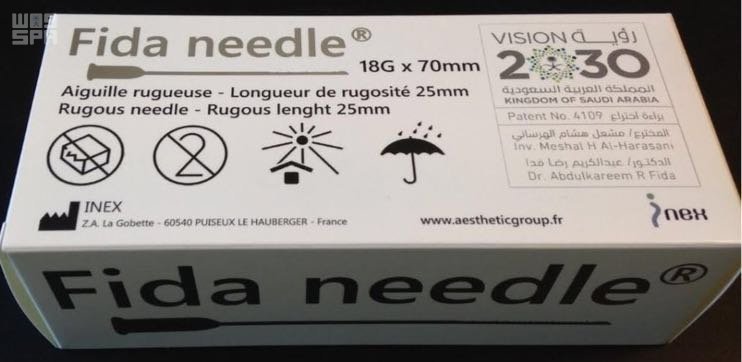 WAS
SPA
Fida needle®
18G x 70mm
Aiguille rugueuse - Longueur de rugosité 25mm
Rugous needle - Rugous lenght 25mm
VISION رؤيــة
2030
المملكة العربية السعودية
KINGDOM OF SAUDI ARABIA
Patent No. 4109 براءة اختراع
المخترع/ مشعل هشام الهرساني
Inv. Meshal H Al-Harasani
الدكتور/ عبدالكريم رضا فدا
Dr. Abdulkareem R Fida
2
INEX
Z.A. La Gobette - 60540 PUISEUX LE HAUBERGER - France
www.aestheticgroup.fr
inex
Fida needle®